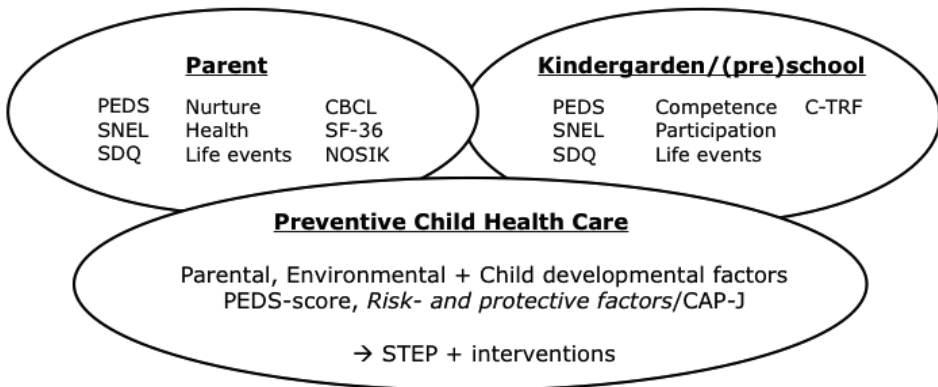 Parent
PEDS Nurture CBCL
SNEL Health SF-36
SDQ Life events NOSIK
Kindergarden/(pre)school
PEDS Competence C-TRF
SNEL Participation
SDQ Life events
Preventive Child Health Care
Parental, Environmental + Child developmental factors
PEDS-score, Risk- and protective factors/CAP-J
→ STEP + interventions